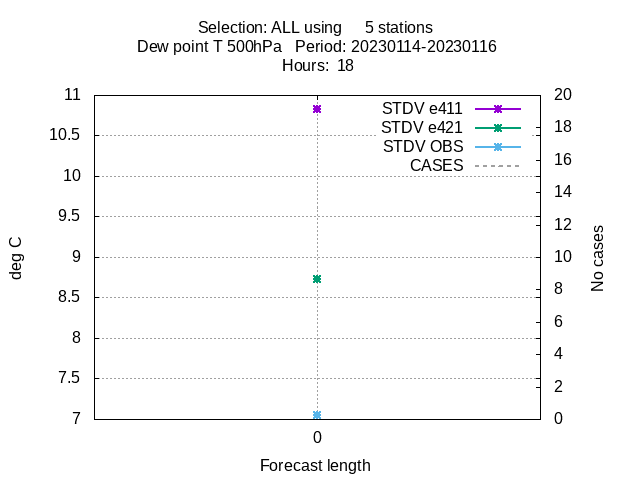 Selection: ALL using     5 stations
Dew point T 500hPa   Period: 20230114-20230116
Hours:  18
11
10.5
10
9.5
9
8.5
8
7.5
7
deg C
STDV e411
STDV e421
STDV OBS
CASES
20
18
16
14
12
10
8
6
4
2
0
No cases
0
Forecast length